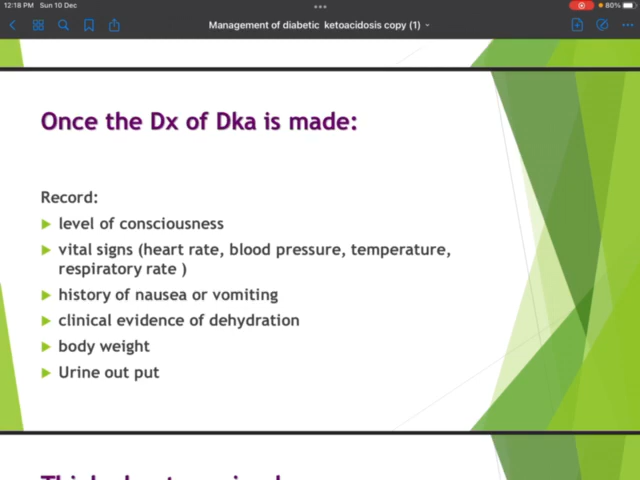 12:18 PM Sun 10 Dec
80%
Management of diabetic ketoacidosis copy (1)
Once the Dx of Dka is made:
Record:
level of consciousness
vital signs (heart rate, blood pressure, temperature,
respiratory rate )
history of nausea or vomiting
clinical evidence of dehydration
body weight
Urine out put